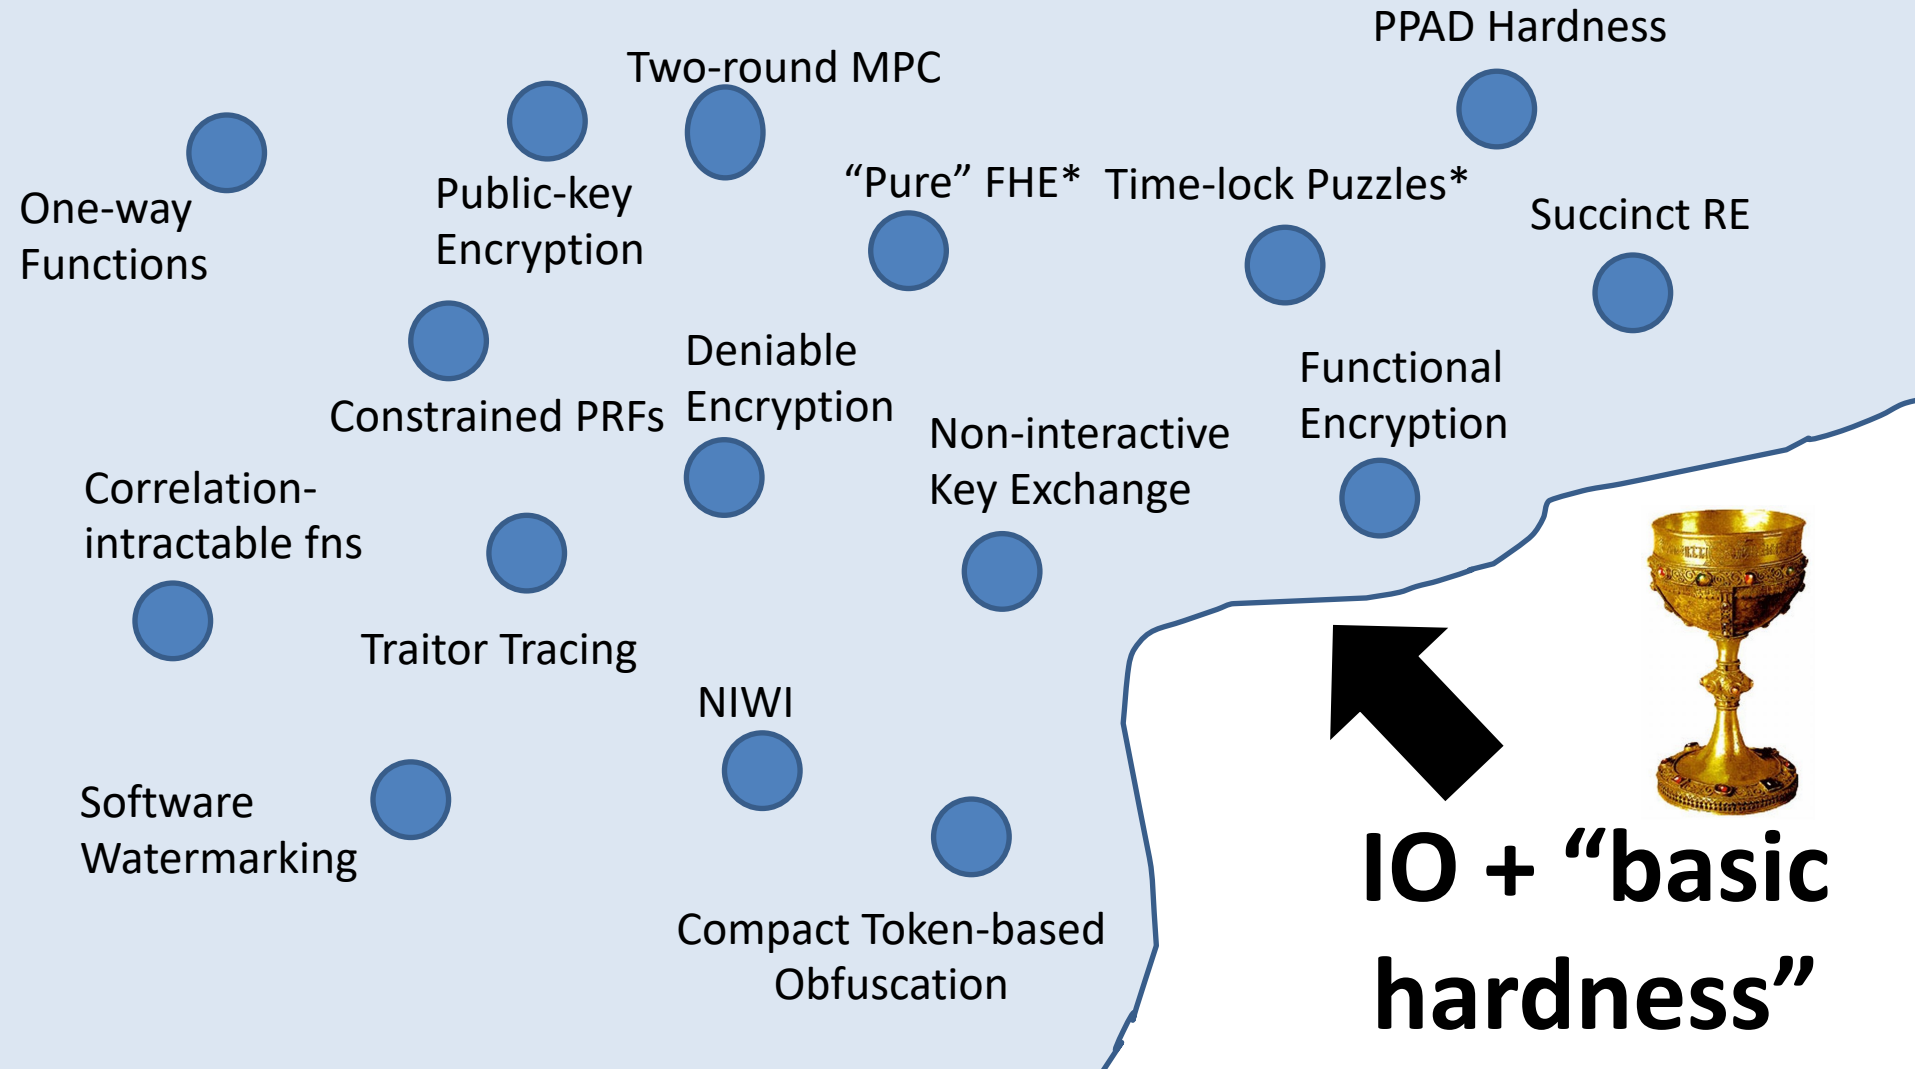 PPAD Hardness
Two-round MPC
One-way
Functions
Public-key
Encryption
“Pure” FHE*
Time-lock Puzzles*
Succinct RE
Constrained PRFs
Deniable
Encryption
Non-interactive
Key Exchange
Functional
Encryption
Correlation-
intractable fns
Traitor Tracing
NIWI
Software
Watermarking
Compact Token-based
Obfuscation
IO + “basic
hardness”